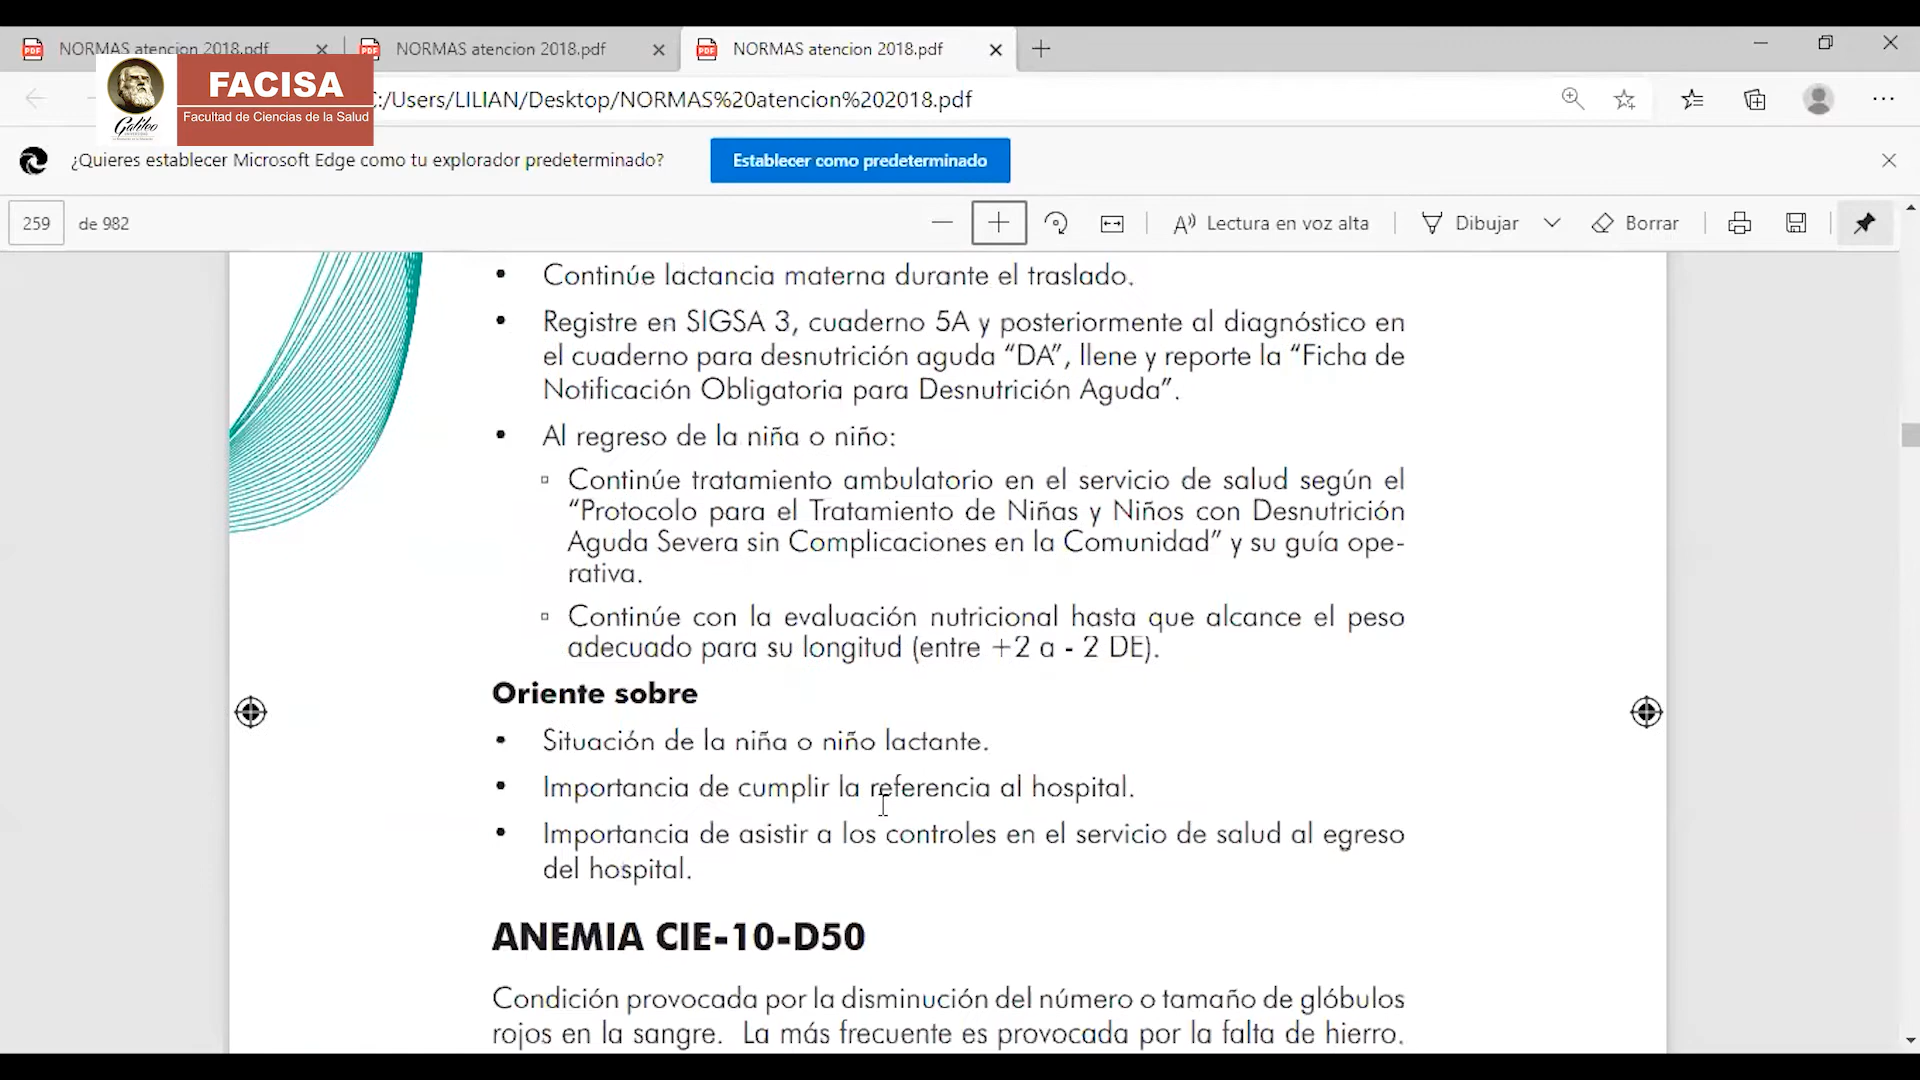 NORMAS atencion 2018.pdf
NORMAS atencion 2018.pdf
NORMAS atencion 2018.pdf
FACISA
Facultad de Ciencias de la Salud
Galileo
C:/Users/LILIAN/Desktop/NORMAS%20atencion%202018.pdf
¿Quieres establecer Microsoft Edge como tu explorador predeterminado?
Establecer como predeterminado
259 de 982
Lectura en voz alta
Dibujar
Borrar
• Continúe lactancia materna durante el traslado.
• Registre en SIGSA 3, cuaderno 5A y posteriormente al diagnóstico en
el cuaderno para desnutrición aguda “DA”, llene y reporte la “Ficha de
Notificación Obligatoria para Desnutrición Aguda”.
• Al regreso de la niña o niño:
▫ Continúe tratamiento ambulatorio en el servicio de salud según el
“Protocolo para el Tratamiento de Niñas y Niños con Desnutrición
Aguda Severa sin Complicaciones en la Comunidad” y su guía ope-
rativa.
▫ Continúe con la evaluación nutricional hasta que alcance el peso
adecuado para su longitud (entre +2 a - 2 DE).
Oriente sobre
• Situación de la niña o niño lactante.
• Importancia de cumplir la referencia al hospital.
• Importancia de asistir a los controles en el servicio de salud al egreso
del hospital.
ANEMIA CIE-10-D50
Condición provocada por la disminución del número o tamaño de glóbulos
rojos en la sangre. La más frecuente es provocada por la falta de hierro.